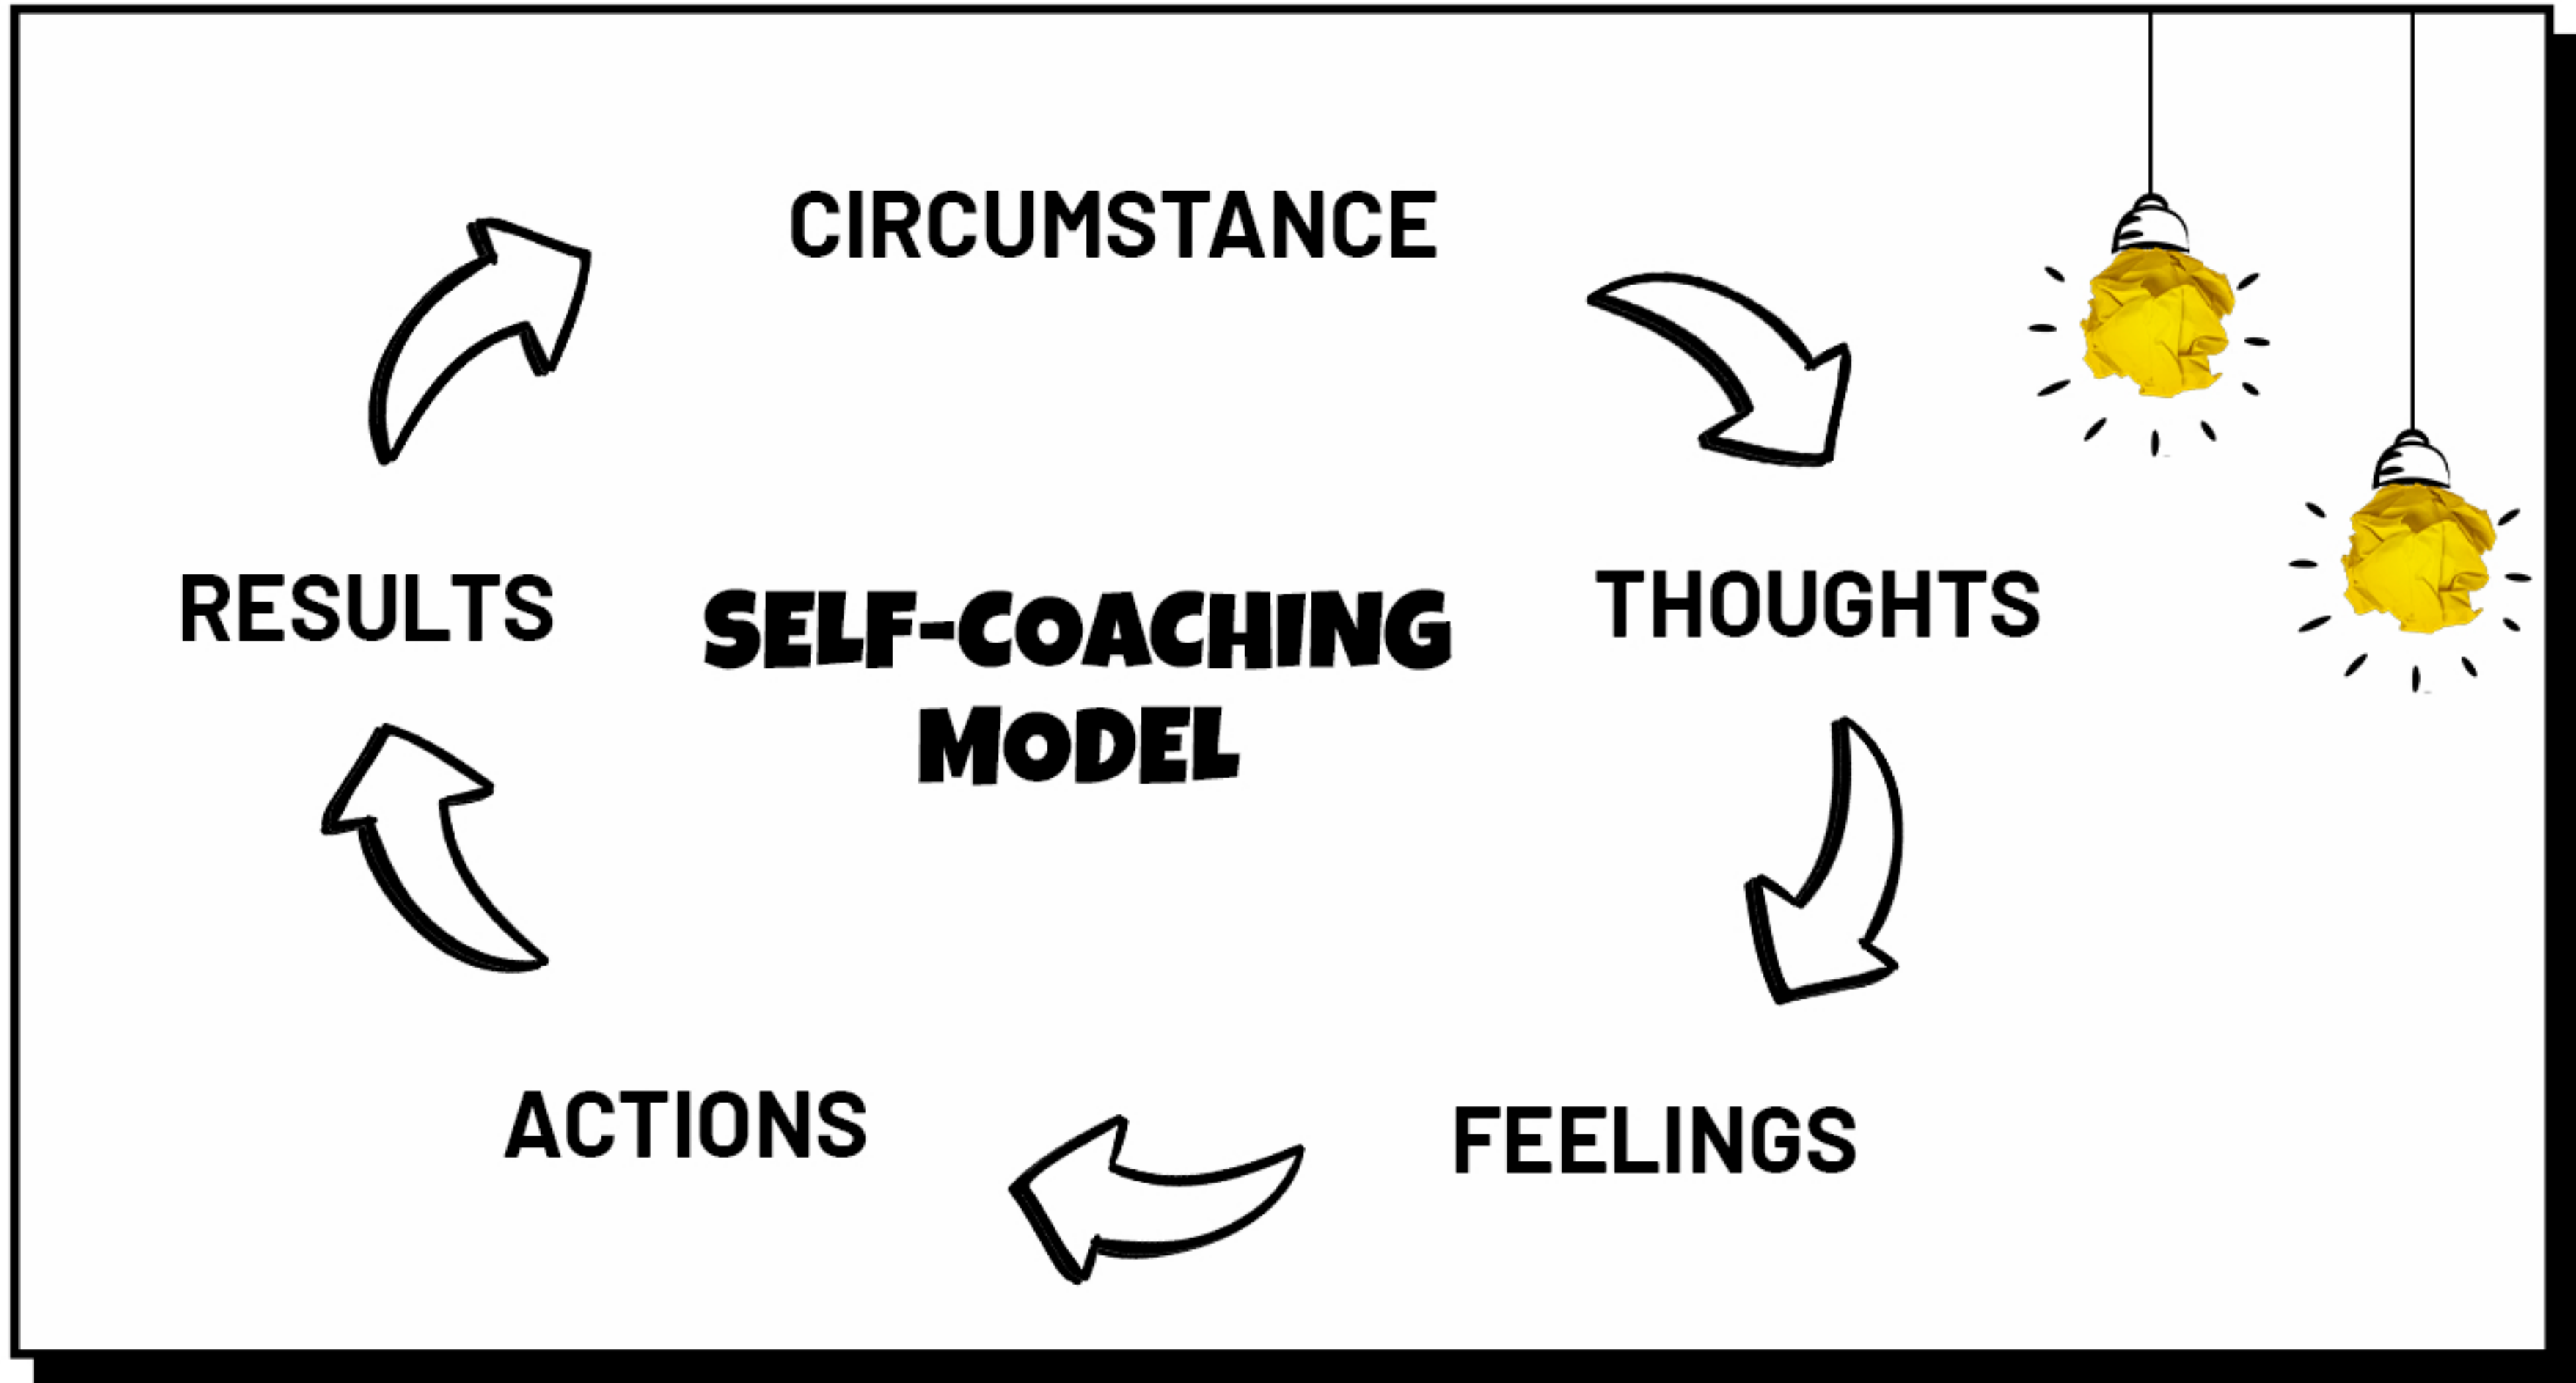 CIRCUMSTANCE
THOUGHTS
RESULTS
SELF-COACHING
MODEL
FEELINGS
ACTIONS